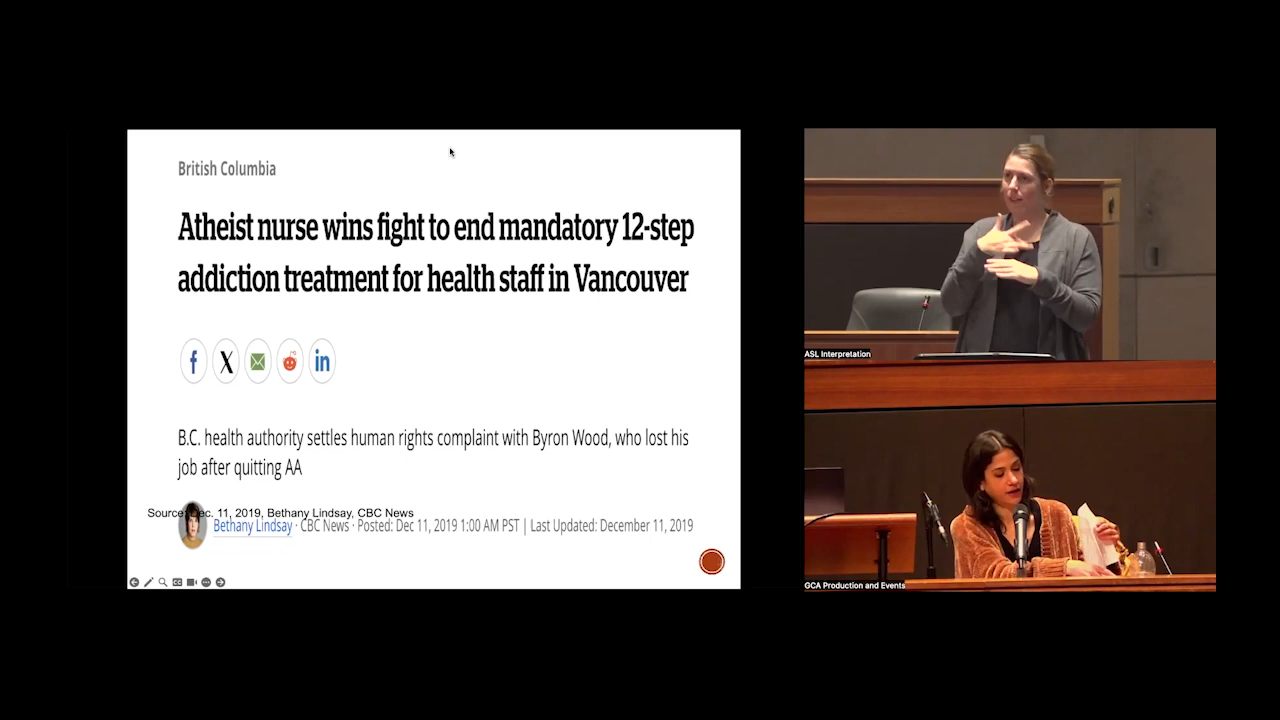 British Columbia
Atheist nurse wins fight to end mandatory 12-step
addiction treatment for health staff in Vancouver
B.C. health authority settles human rights complaint with Byron Wood, who lost his
job after quitting AA
Source: Dec. 11, 2019, Bethany Lindsay, CBC News
Bethany Lindsay · CBC News · Posted: Dec 11, 2019 1:00 AM PST | Last Updated: December 11, 2019
ASL Interpretation
GCA Production and Events